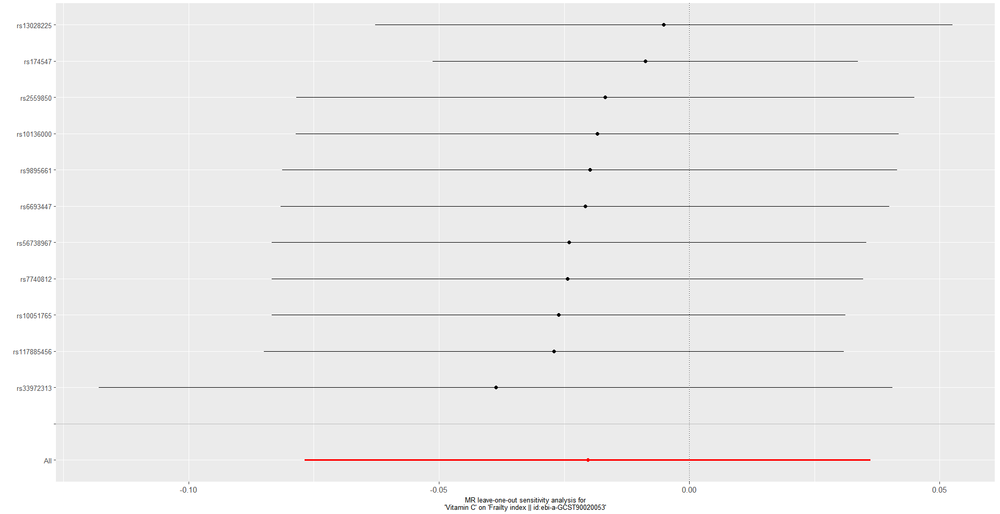 rs13028225
rs174547
rs2559850
rs10136000
rs9895661
rs6693447
rs56738967
rs7740812
rs10051765
rs117885456
rs33972313
All
-0.10 -0.05 0.00 0.05
MR leave-one-out sensitivity analysis for
'Vitamin C' on 'Frailty index || id:ebi-a-GCST90020053'